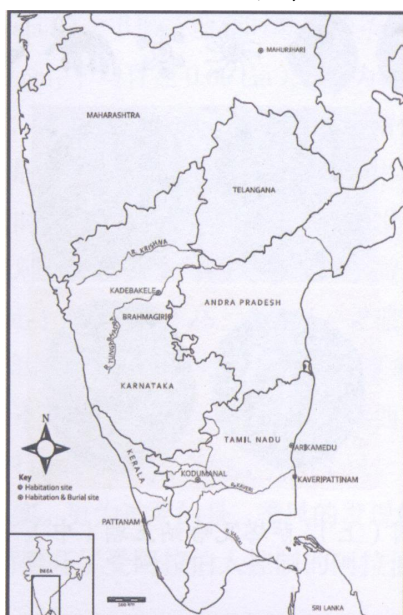 MAHURJHARI
MAHARASHTRA
TELANGANA
R. KRISHNA
KADEBAKELE
ANDRA PRADESH
BRAHMAGIRI
R. TUNGABHADRA
KARNATAKA
N
TAMIL NADU
ARIKAMEDU
KERALA
Key
Habitation site
Habitation & Burial site
KODUMANAL
KAVERIPATTINAM
PATTANAM
INDIA
SRI LANKA